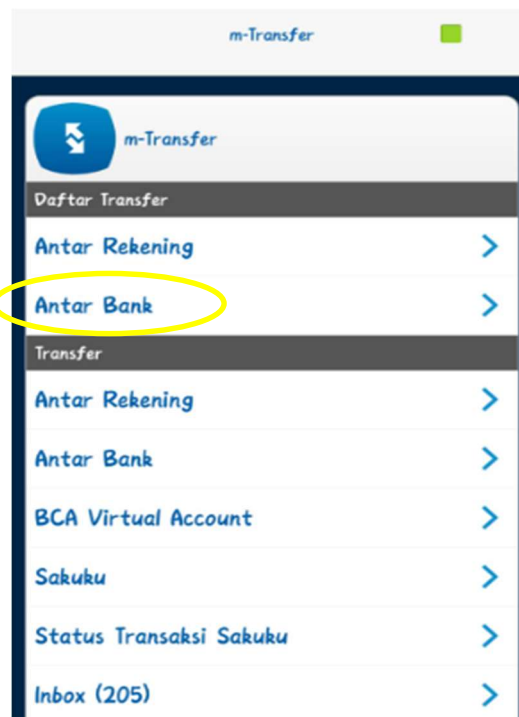 m-Transfer
m-Transfer
Daftar Transfer
Antar Rekening
Antar Bank
Transfer
Antar Rekening
Antar Bank
BCA Virtual Account
Sakuku
Status Transaksi Sakuku
Inbox (205)